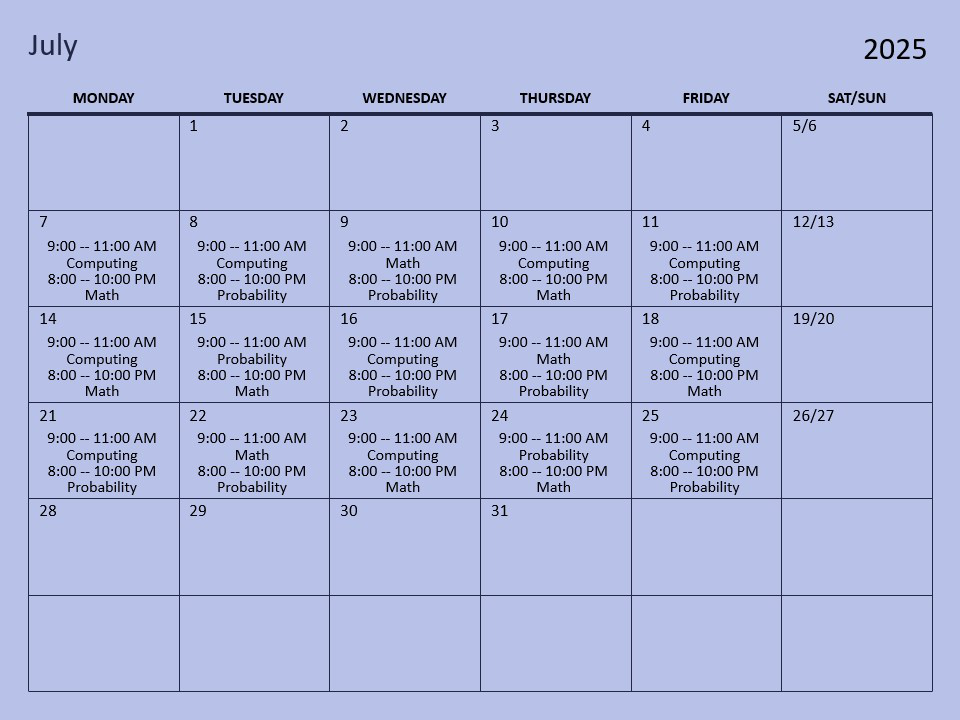 July
2025
MONDAY TUESDAY WEDNESDAY THURSDAY FRIDAY SAT/SUN
1 2 3 4 5/6
7 8 9 10 11 12/13
9:00 -- 11:00 AM 9:00 -- 11:00 AM 9:00 -- 11:00 AM 9:00 -- 11:00 AM 9:00 -- 11:00 AM
Computing Computing Math Computing Computing
8:00 -- 10:00 PM 8:00 -- 10:00 PM 8:00 -- 10:00 PM 8:00 -- 10:00 PM 8:00 -- 10:00 PM
Math Probability Probability Math Probability
14 15 16 17 18 19/20
9:00 -- 11:00 AM 9:00 -- 11:00 AM 9:00 -- 11:00 AM 9:00 -- 11:00 AM 9:00 -- 11:00 AM
Computing Probability Computing Math Computing
8:00 -- 10:00 PM 8:00 -- 10:00 PM 8:00 -- 10:00 PM 8:00 -- 10:00 PM 8:00 -- 10:00 PM
Math Math Probability Probability Math
21 22 23 24 25 26/27
9:00 -- 11:00 AM 9:00 -- 11:00 AM 9:00 -- 11:00 AM 9:00 -- 11:00 AM 9:00 -- 11:00 AM
Computing Math Computing Probability Computing
8:00 -- 10:00 PM 8:00 -- 10:00 PM 8:00 -- 10:00 PM 8:00 -- 10:00 PM 8:00 -- 10:00 PM
Probability Probability Math Math Probability
28 29 30 31